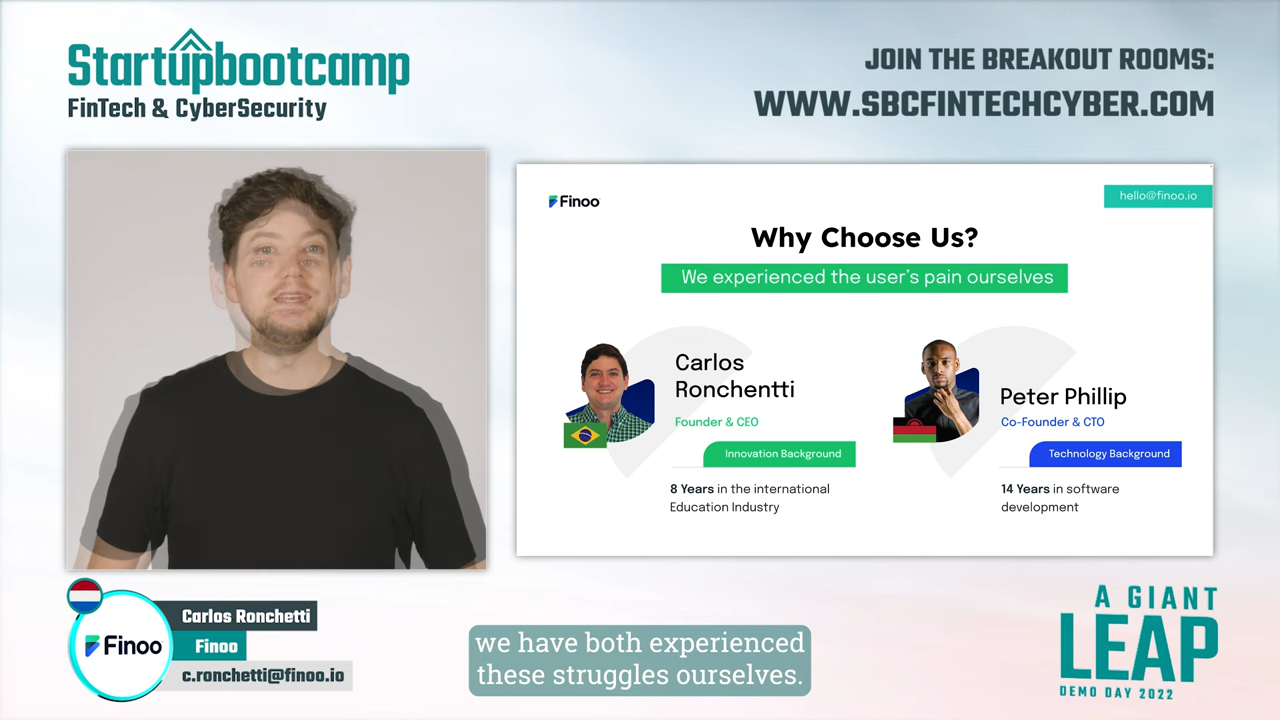 Startupbootcamp
FinTech & CyberSecurity
JOIN THE BREAKOUT ROOMS:
WWW.SBCFINTECHCYBER.COM
Finoo
hello@finoo.io
Why Choose Us?
We experienced the user's pain ourselves
Carlos
Ronchentti
Founder & CEO
Innovation Background
8 Years in the international
Education Industry
Peter Phillip
Co-Founder & CTO
Technology Background
14 Years in software
development
Finoo
Carlos Ronchetti
Finoo
c.ronchetti@finoo.io
we have both experienced
these struggles ourselves.
A GIANT
LEAP
DEMO DAY 2022